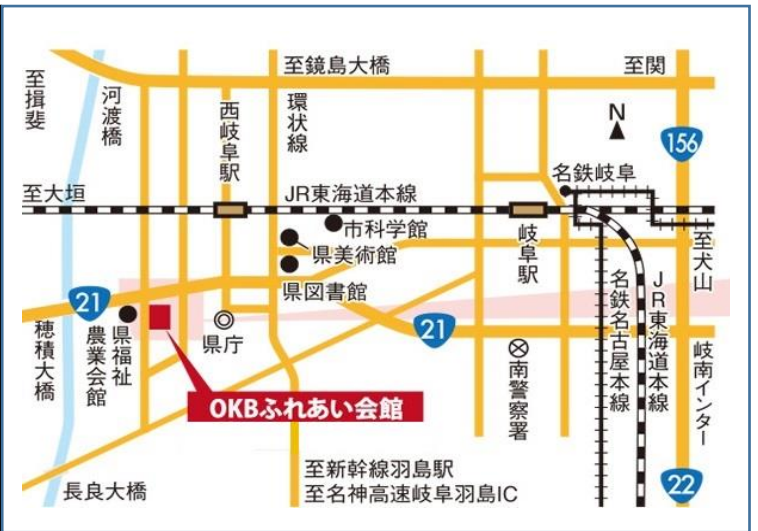 至鏡島大橋
至関
至揖斐
河渡橋
西岐阜駅
環状線
N
156
名鉄岐阜
至大垣
JR東海道本線
市科学館
県美術館
県図書館
岐阜駅
至犬山
21
穂積大橋
農業会館
県福祉
県庁
21
南警察署
名鉄名古屋本線
JR東海道本線
岐南インター
OKBふれあい会館
長良大橋
至新幹線羽島駅
至名神高速岐阜羽島IC
22